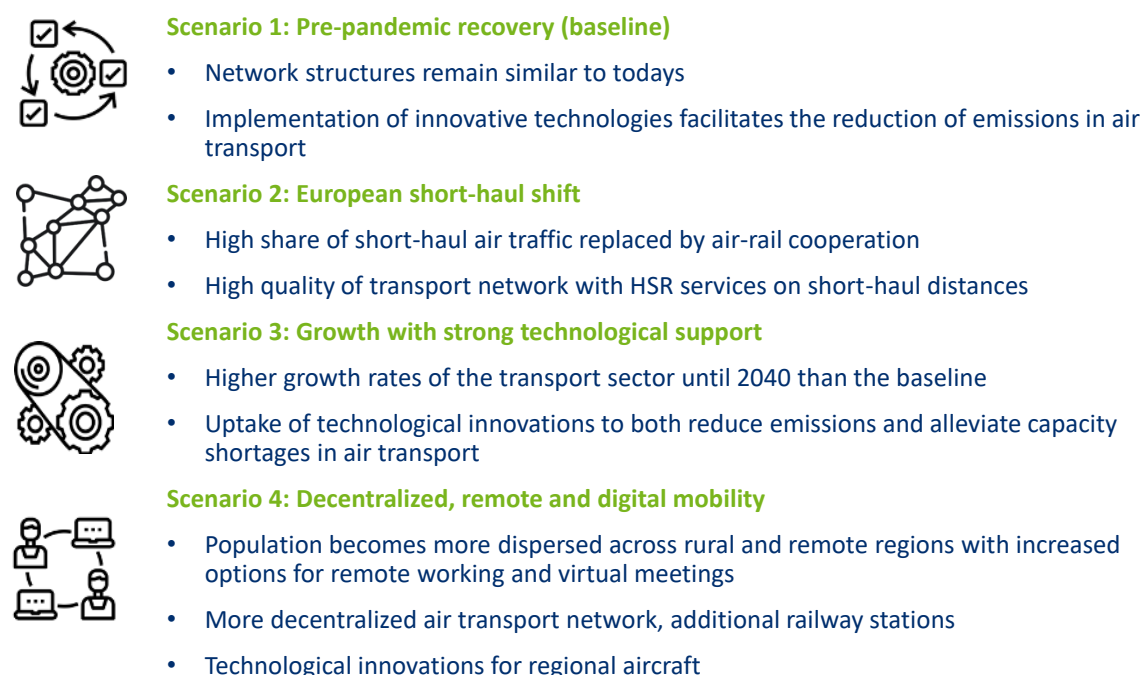 Scenario 1: Pre-pandemic recovery (baseline)
• Network structures remain similar to todays
• Implementation of innovative technologies facilitates the reduction of emissions in air
transport
Scenario 2: European short-haul shift
• High share of short-haul air traffic replaced by air-rail cooperation
• High quality of transport network with HSR services on short-haul distances
Scenario 3: Growth with strong technological support
• Higher growth rates of the transport sector until 2040 than the baseline
• Uptake of technological innovations to both reduce emissions and alleviate capacity
shortages in air transport
Scenario 4: Decentralized, remote and digital mobility
• Population becomes more dispersed across rural and remote regions with increased
options for remote working and virtual meetings
• More decentralized air transport network, additional railway stations
• Technological innovations for regional aircraft